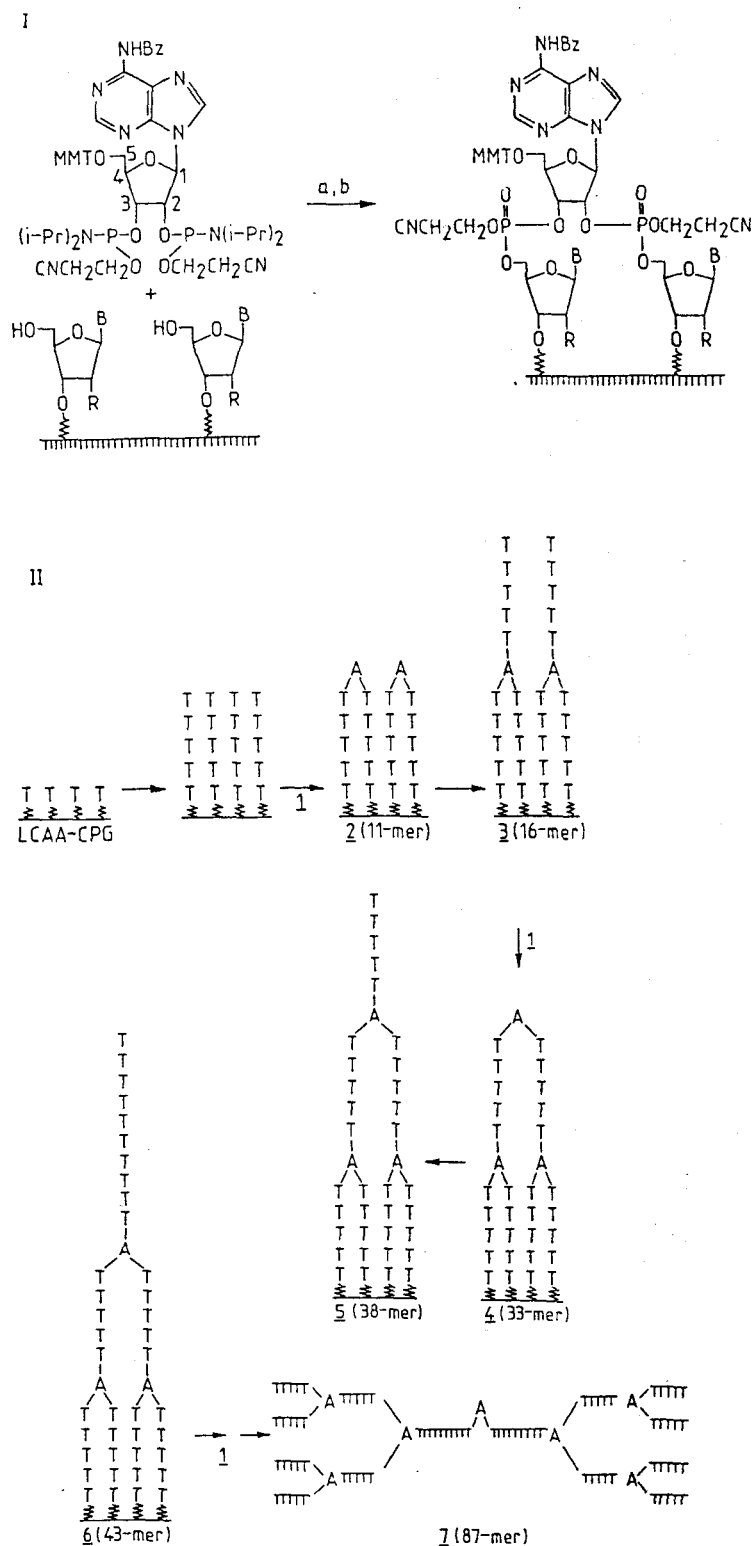 I
NHBz
N N
N N
MMTO 5 O
4 1
3 2
(i-Pr)2N-P-O O-P-N(i-Pr)2
CNCH2CH2O OCH2CH2CN
+
HO O B HO O B
O R O R
a,b
NHBz
N N
N N
MMTO O
O O
CNCH2CH2OP-O O-POCH2CH2CN
O B O B
O O
O R O R
II
T T
T T
T T
T T
T T
A A A A
T T T T T T T T T T T T
T T T T T T T T T T T T
T T T T T T T T T T T T
T T T T T T T T T T T T
T T T T T T T T T T T T T T T T
LCAA-CPG 1 2 (11-mer) 3 (16-mer)
1
T
T
T
T
T
A A
T T T T
T T T T
T T T T
T T T T
T T T T
A A A A
T T T T T T T T
T T T T T T T T
T T T T T T T T
T T T T T T T T
T T T T T T T T
5 (38-mer) 4 (33-mer)
T
T
T
T
T
T
T
T
T
T
A
T T
T T
T T
T T
T T
A A
T T T T
T T T T
T T T T
T T T T
T T T T
6 (43-mer)
1
A A A
A A
A A
7 (87-mer)